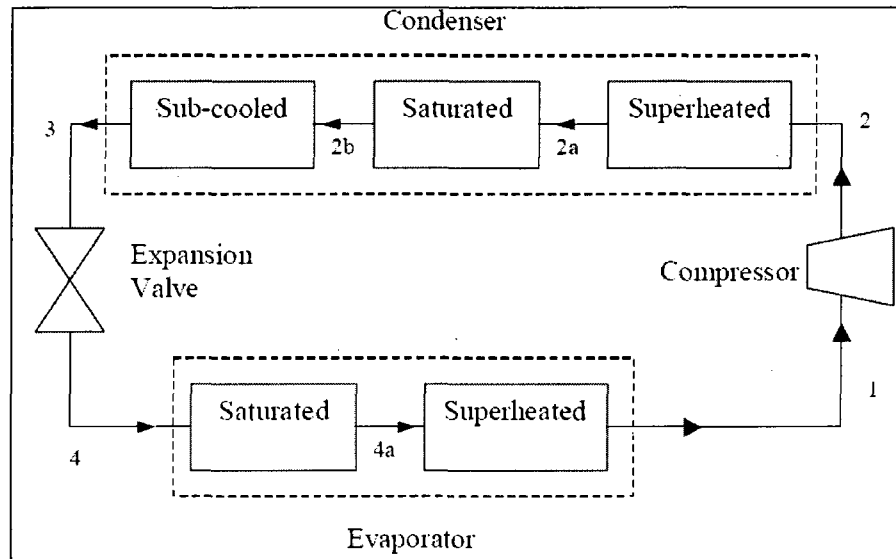 Condenser
Sub-cooled
Saturated
Superheated
3
2b
2a
2
Expansion
Valve
Compressor
1
Saturated
Superheated
4
4a
Evaporator